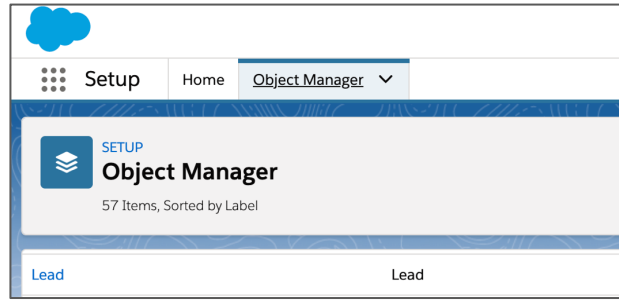 Setup Home Object Manager
SETUP
Object Manager
57 Items, Sorted by Label
Lead Lead